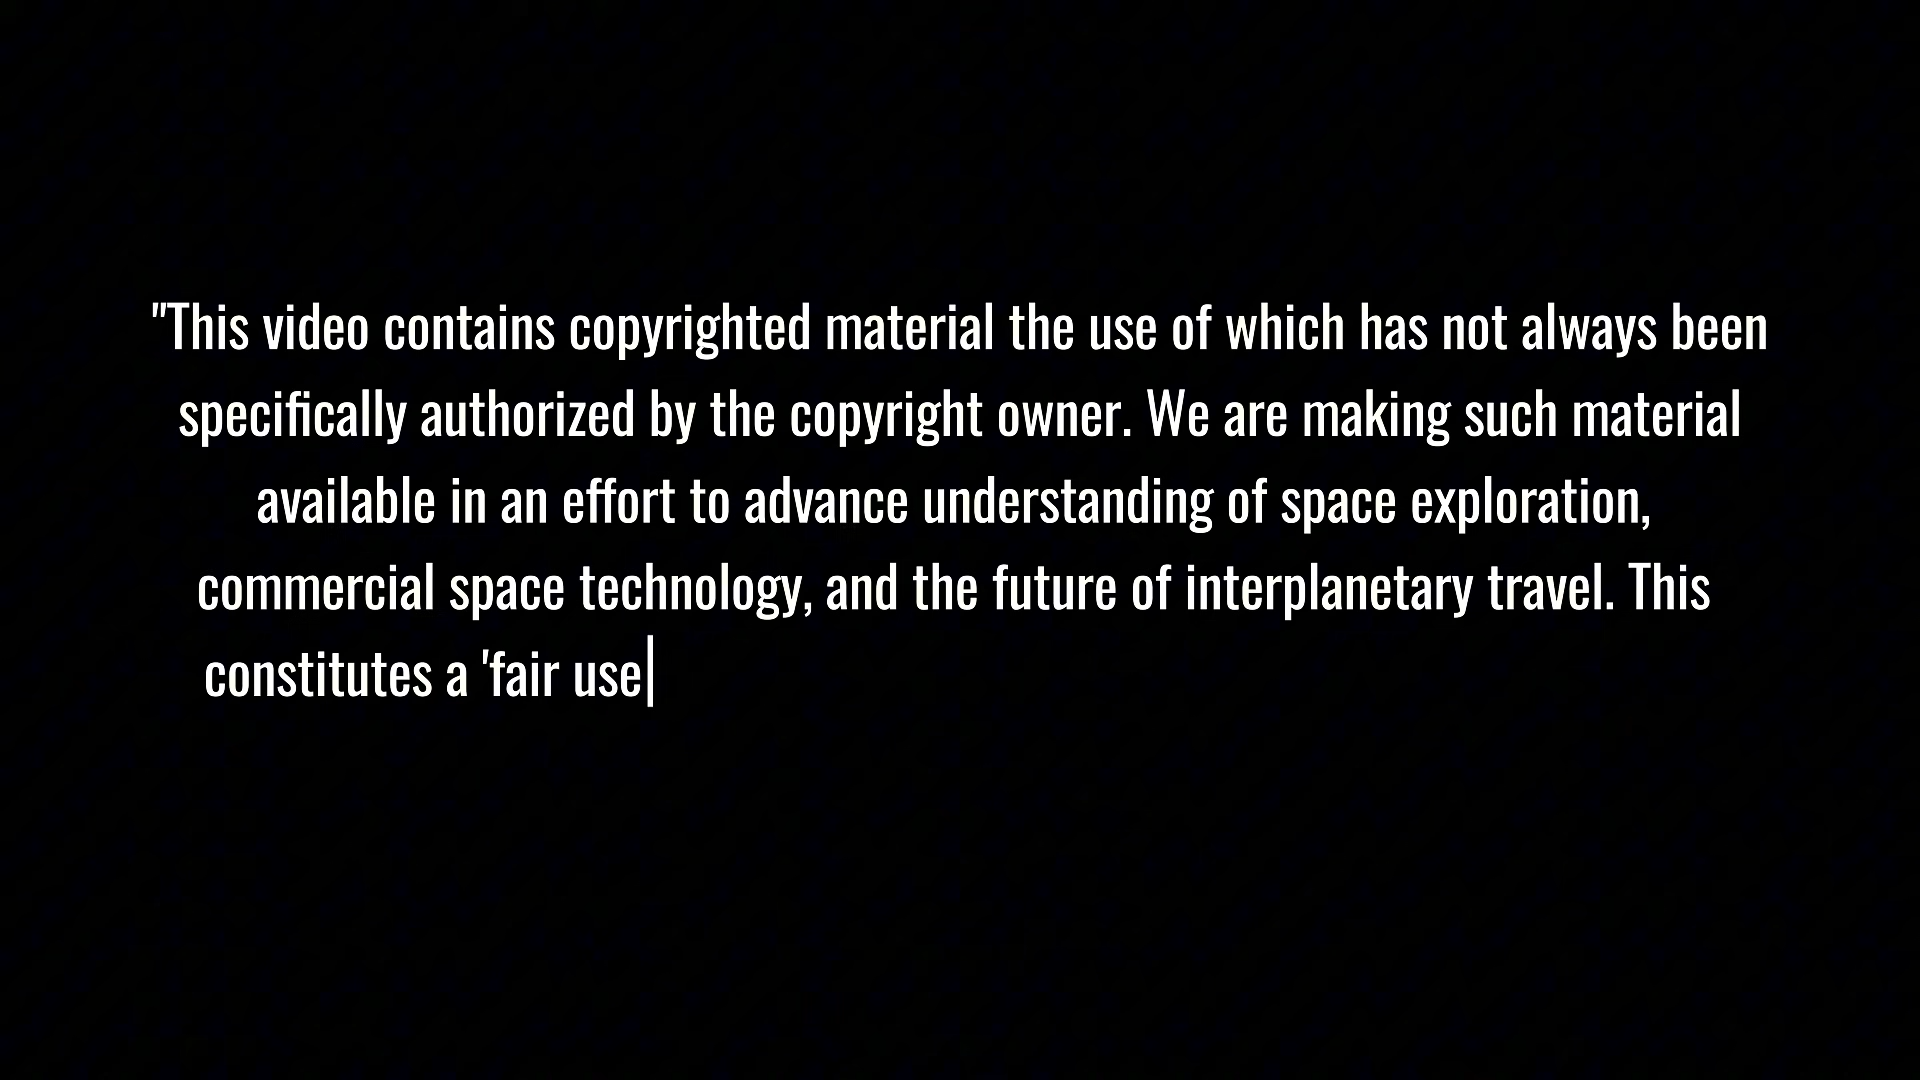 "This video contains copyrighted material the use of which has not always been
specifically authorized by the copyright owner. We are making such material
available in an effort to advance understanding of space exploration,
commercial space technology, and the future of interplanetary travel. This
constitutes a 'fair use